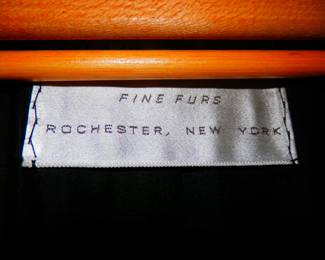 FINE FURS
ROCHESTER, NEW YORK